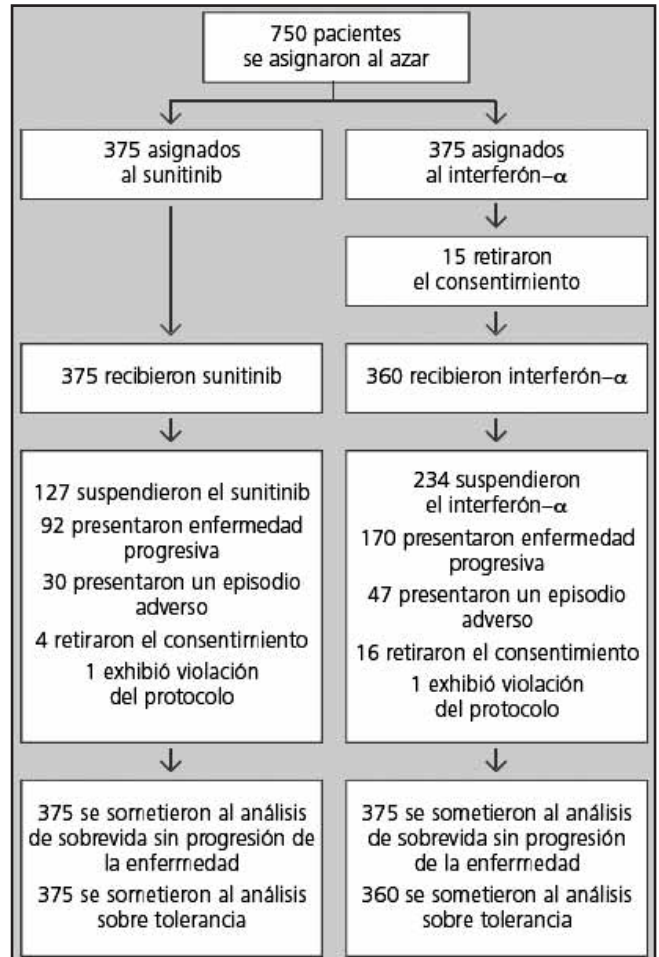 750 pacientes
se asignaron al azar
375 asignados
al sunitinib
375 asignados
al interferón–α
15 retiraron
el consentimiento
375 recibieron sunitinib
360 recibieron interferón–α
127 suspendieron el sunitinib
92 presentaron enfermedad
progresiva
30 presentaron un episodio
adverso
4 retiraron el consentimiento
1 exhibió violación
del protocolo
234 suspendieron
el interferón–α
170 presentaron enfermedad
progresiva
47 presentaron un episodio
adverso
16 retiraron el consentimiento
1 exhibió violación
del protocolo
375 se sometieron al análisis
de sobrevida sin progresión de
la enfermedad
375 se sometieron al análisis
sobre tolerancia
375 se sometieron al análisis
de sobrevida sin progresión
de la enfermedad
360 se sometieron al análisis
sobre tolerancia